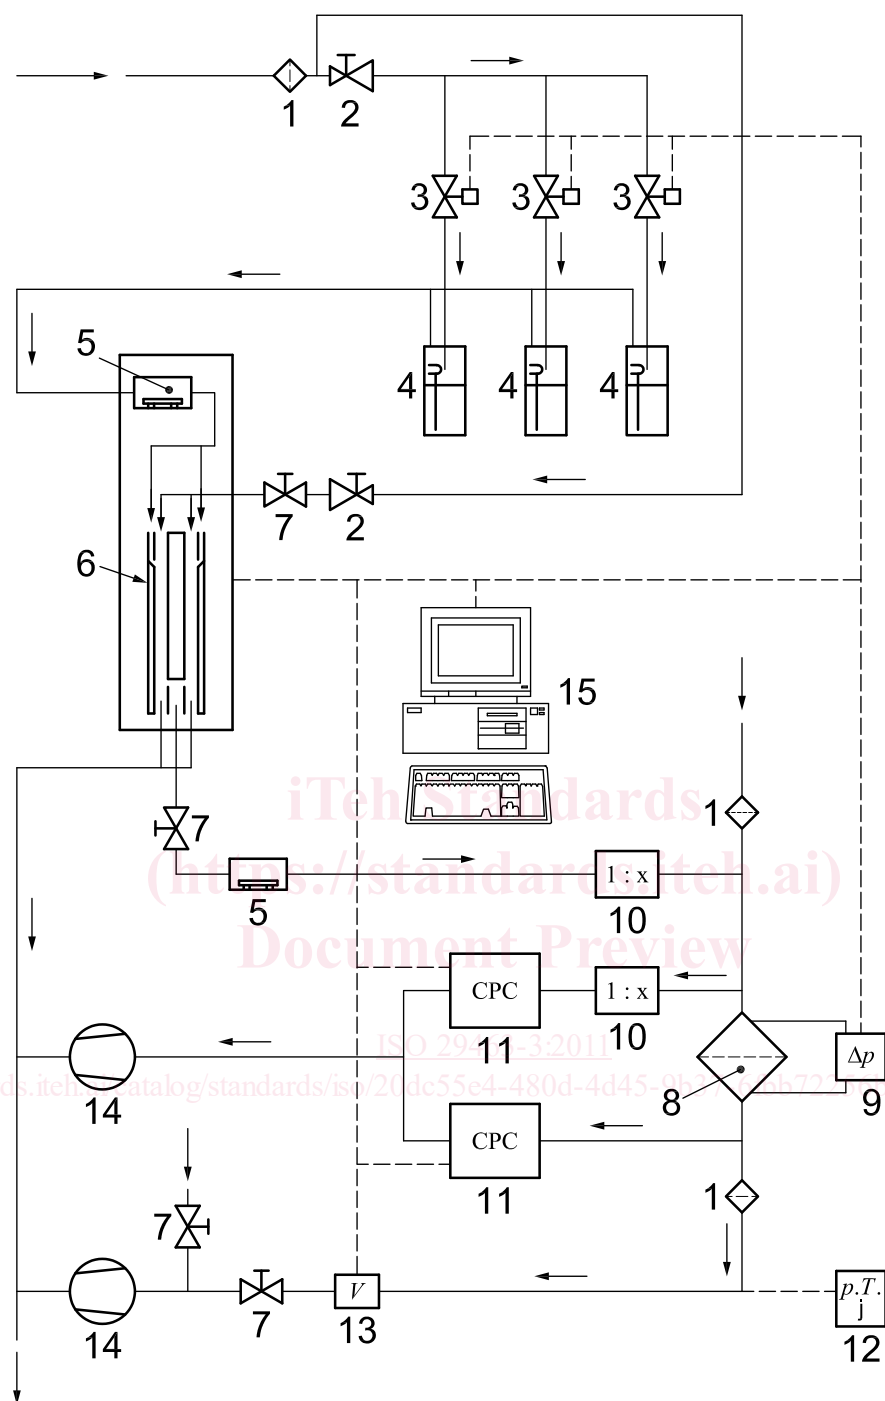 1
2
3
3
3
5
4
4
4
7
2
6
15
1
7
iTeh Standards
(https://standards.iteh.ai)
1 : x
5
10
Document Preview
CPC
1 : x
11
10
ISO 29463-3:2011
Δp
14
8
9
CPC
11
1
7
V
p.T.
j
14
7
13
12